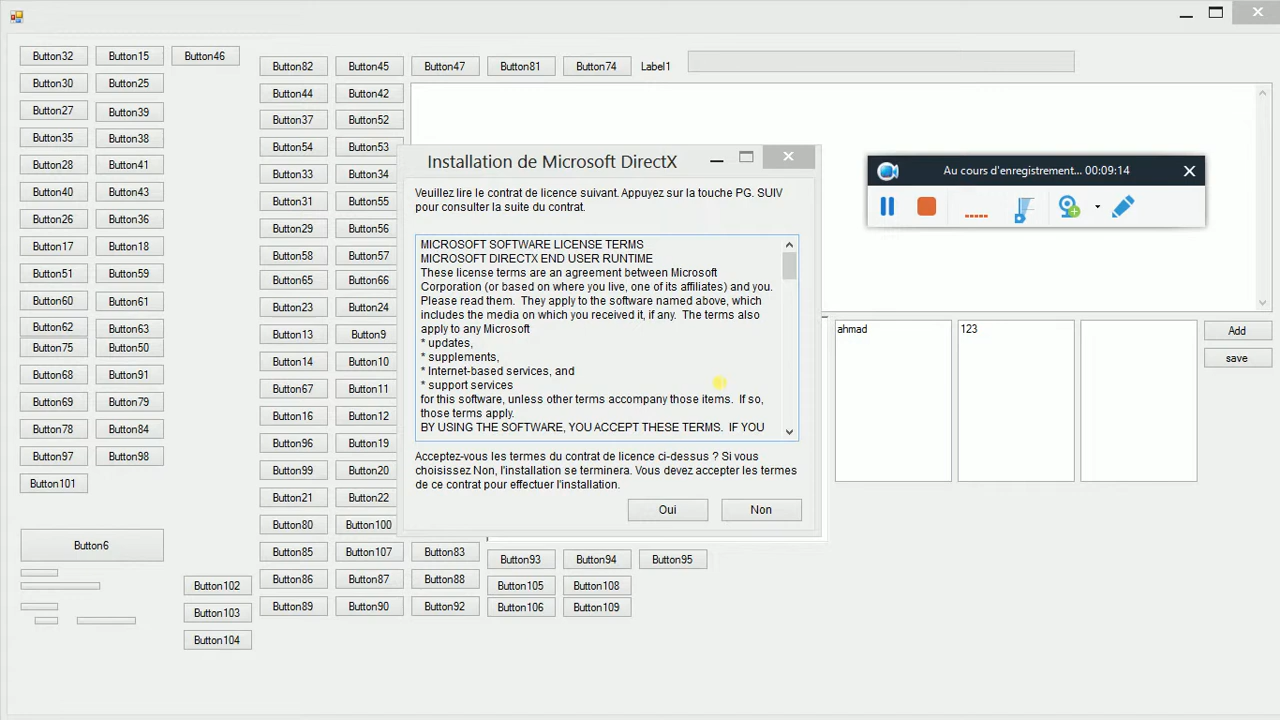 Button32 Button15 Button46
Button30 Button25
Button27 Button39
Button35 Button38
Button28 Button41
Button40 Button43
Button26 Button36
Button17 Button18
Button51 Button59
Button60 Button61
Button62 Button63
Button75 Button50
Button68 Button91
Button69 Button79
Button78 Button84
Button97 Button98
Button101
Button6
Button102
Button103
Button104
Button82 Button45 Button47 Button81 Button74 Label1
Button44 Button42
Button37 Button52
Button54 Button53
Button33 Button34
Button31 Button55
Button29 Button56
Button58 Button57
Button65 Button280
Button23 Button24
Button13 Button9
Button14 Button10
Button67 Button11
Button16 Button12
Button96 Button19
Button99 Button20
Button21 Button22
Button80 Button100
Button85 Button107 Button83
Button86 Button87 Button88
Button89 Button90 Button92
Button93 Button94 Button95
Button105 Button108
Button106 Button109
Installation de Microsoft DirectX
Veuillez lire le contrat de licence suivant. Appuyez sur la touche PG. SUIV
pour consulter la suite du contrat.
MICROSOFT SOFTWARE LICENSE TERMS
MICROSOFT DIRECTX END USER RUNTIME
These license terms are an agreement between Microsoft
Corporation (or based on where you live, one of its affiliates) and you.
Please read them. They apply to the software named above, which
includes the media on which you received it, if any. The terms also
apply to any Microsoft
* updates,
* supplements,
* Internet-based services, and
* support services
for this software, unless other terms accompany those items. If so,
those terms apply.
BY USING THE SOFTWARE, YOU ACCEPT THESE TERMS. IF YOU
Acceptez-vous les termes du contrat de licence ci-dessus ? Si vous
choisissez Non, l'installation se terminera. Vous devez accepter les termes
de ce contrat pour effectuer l'installation.
Oui Non
Au cours d'enregistrement... 00:09:14
ahmad 123 Add
save